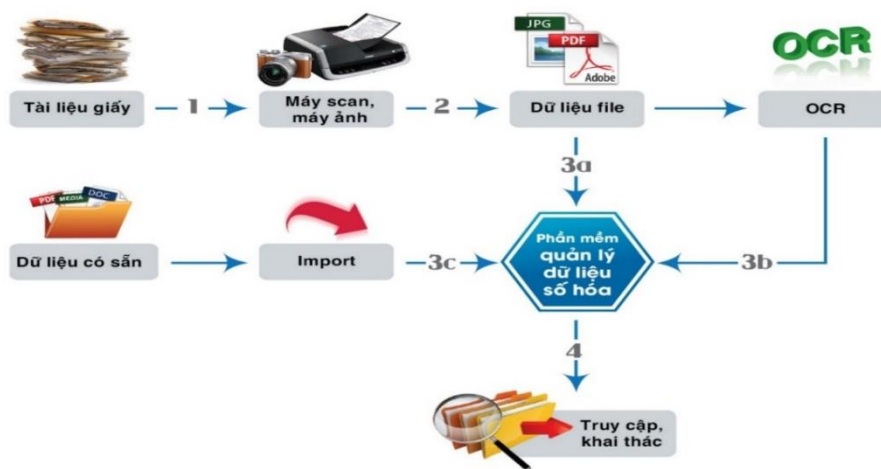 JPG
PDF
Adobe
OCR
Tài liệu giấy
1
Máy scan,
máy ảnh
2
Dữ liệu file
OCR
3a
PDF
MEDIA
DOC
Dữ liệu có sẵn
Import
3c
Phần mềm
quản lý
dữ liệu
số hóa
3b
4
Truy cập,
khai thác